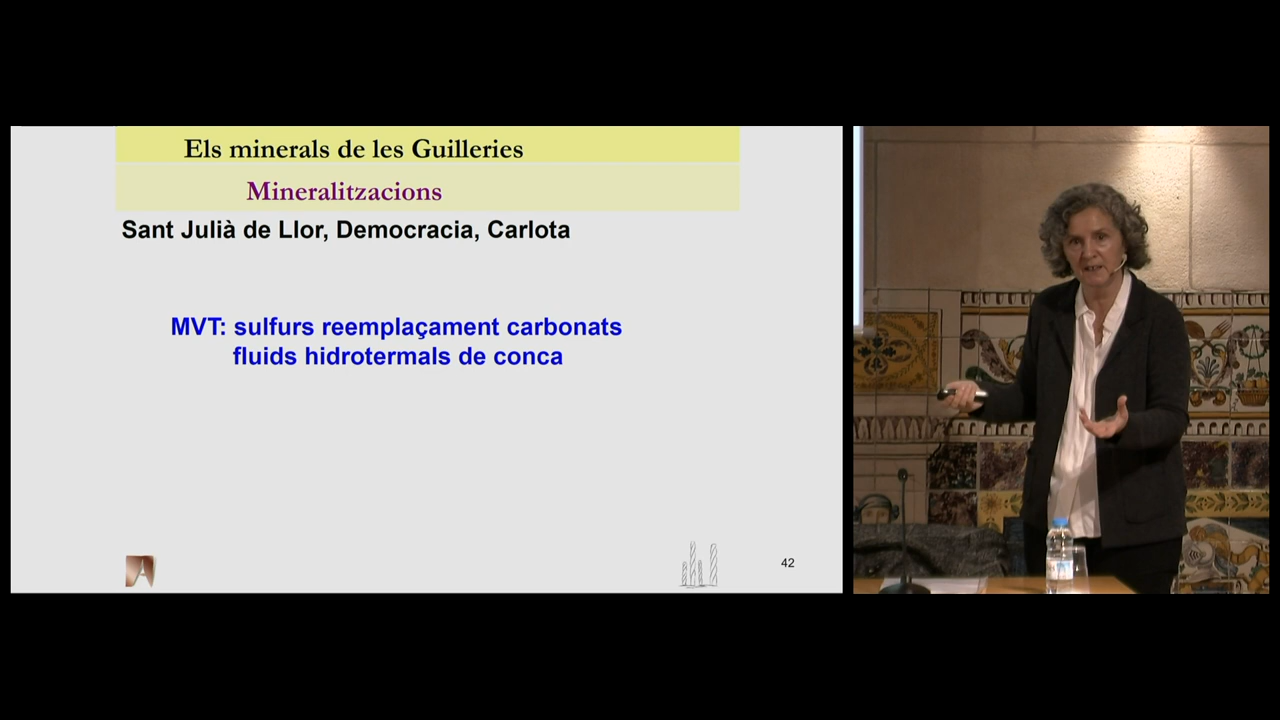 Els minerals de les Guilleries
Mineralitzacions
Sant Julià de Llor, Democracia, Carlota
MVT: sulfurs reemplaçament carbonats
fluids hidrotermals de conca
42